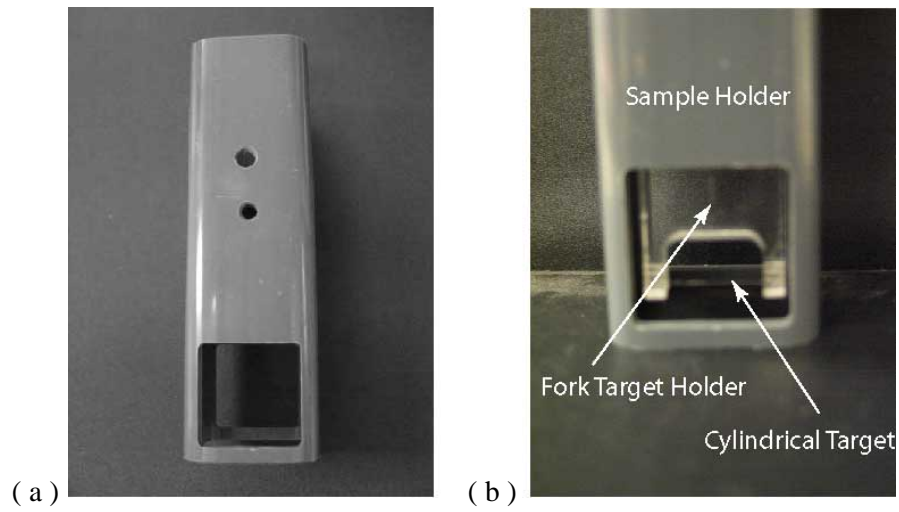 Sample Holder
Fork Target Holder
Cylindrical Target
( a )
( b )